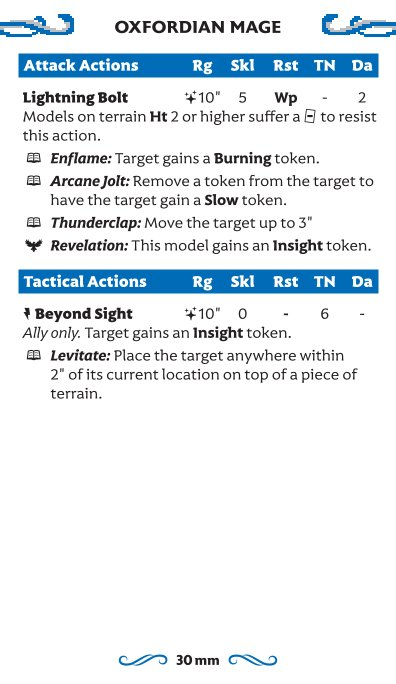 OXFORDIAN MAGE
Attack Actions Rg Skl Rst TN Da
Lightning Bolt 10" 5 Wp - 2
Models on terrain Ht 2 or higher suffer a to resist
this action.
Enflame: Target gains a Burning token.
Arcane Jolt: Remove a token from the target to
have the target gain a Slow token.
Thunderclap: Move the target up to 3"
Revelation: This model gains an Insight token.
Tactical Actions Rg Skl Rst TN Da
Beyond Sight 10" 0 - 6 -
Ally only. Target gains an Insight token.
Levitate: Place the target anywhere within
2" of its current location on top of a piece of
terrain.
30 mm